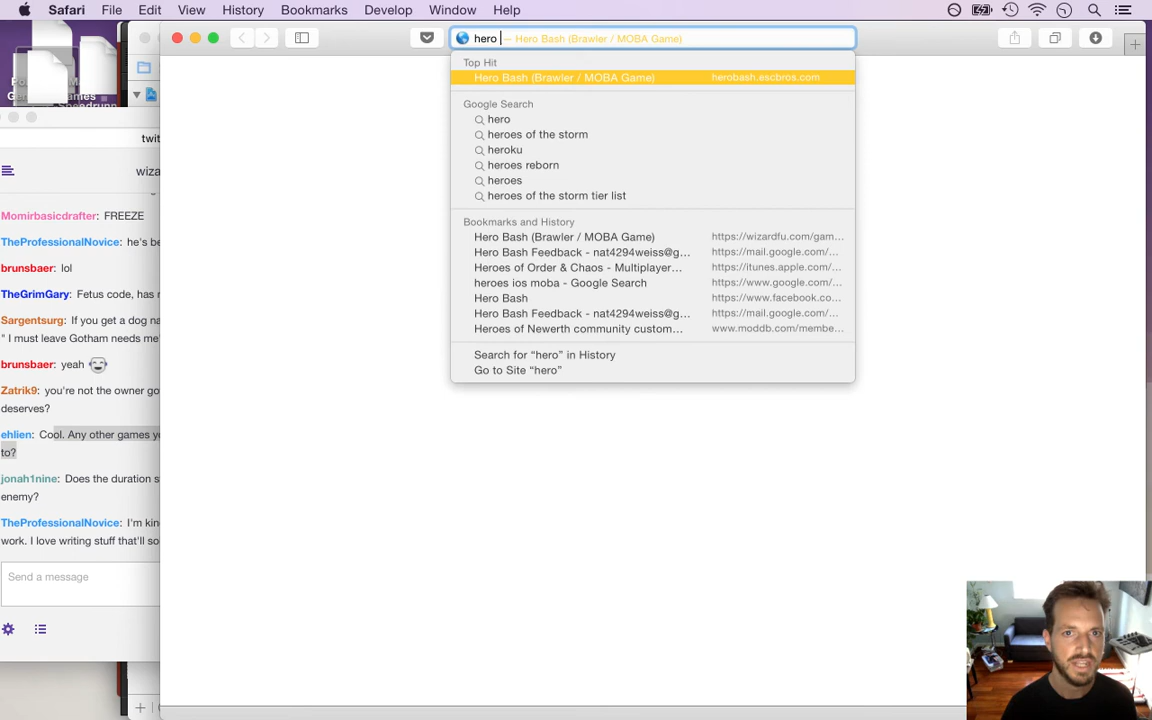 Safari File Edit View History Bookmarks Develop Window Help
hero — Hero Bash (Brawler / MOBA Game)
Top Hit
Hero Bash (Brawler / MOBA Game) herobash.escbros.com
Google Search
hero
heroes of the storm
heroku
heroes reborn
heroes
heroes of the storm tier list
Bookmarks and History
Hero Bash (Brawler / MOBA Game) https://wizardfu.com/gam...
Hero Bash Feedback - nat4294weiss@g... https://mail.google.com/...
Heroes of Order & Chaos - Multiplayer... https://itunes.apple.com/...
heroes ios moba - Google Search https://www.google.com/...
Hero Bash https://www.facebook.co...
Hero Bash Feedback - nat4294weiss@g... https://mail.google.com/...
Heroes of Newerth community custom... www.moddb.com/membe...
Search for “hero” in History
Go to Site “hero”
twit
wiza
Momirbasicdrafter: FREEZE
TheProfessionalNovice: he's be
brunsbaer: lol
TheGrimGary: Fetus code, has
Sargentsurg: If you get a dog na
" I must leave Gotham needs me
brunsbaer: yeah
Zatrik9: you're not the owner go
deserves?
ehlien: Cool. Any other games ye
to?
jonah1nine: Does the duration s
enemy?
TheProfessionalNovice: I'm kin
work. I love writing stuff that'll so
Send a message